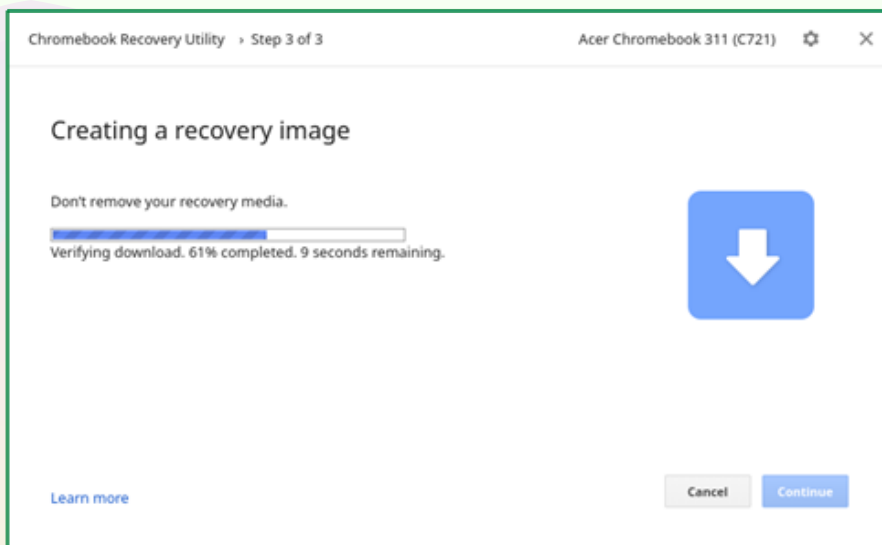 Chromebook Recovery Utility › Step 3 of 3 Acer Chromebook 311 (C721)
Creating a recovery image
Don't remove your recovery media.
Verifying download. 61% completed. 9 seconds remaining.
Learn more Cancel Continue